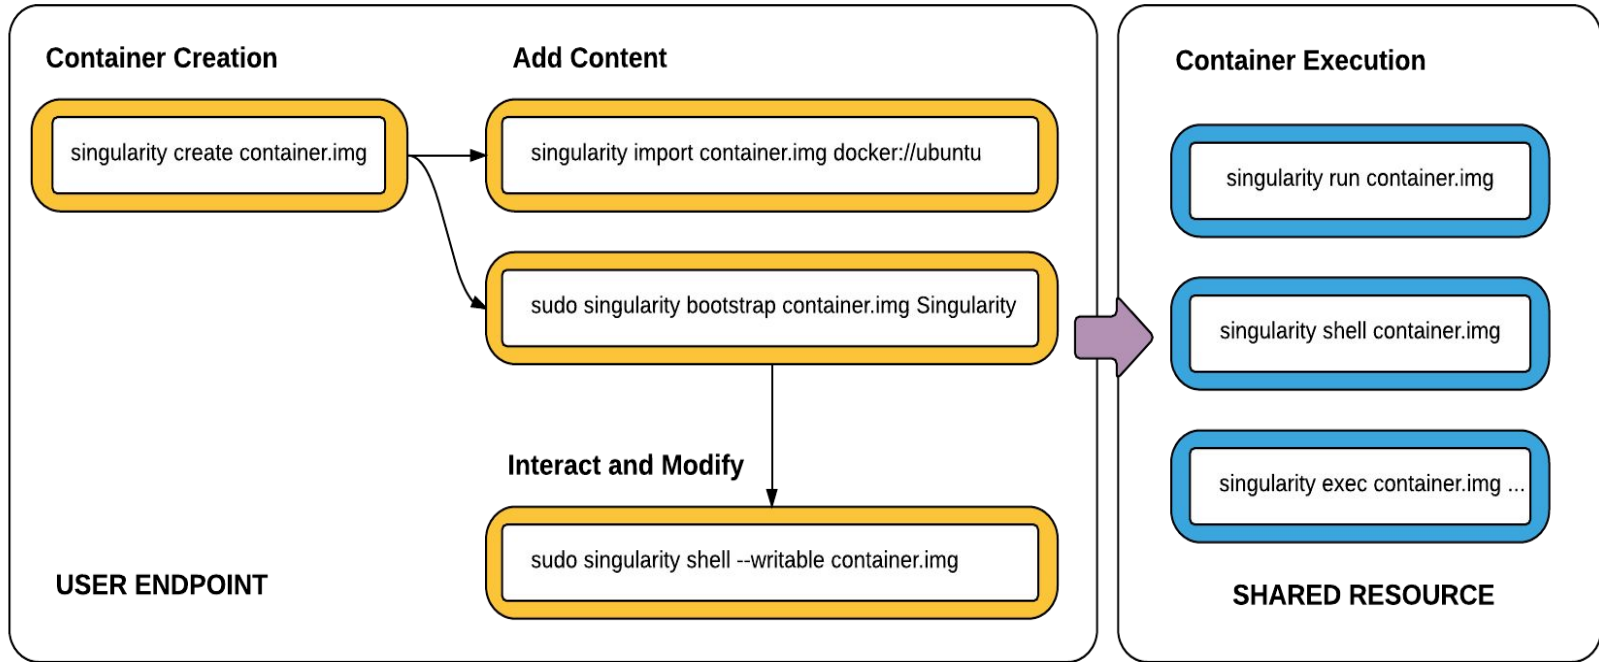 Container Creation
singularity create container.img
Add Content
singularity import container.img docker://ubuntu
sudo singularity bootstrap container.img Singularity
Interact and Modify
sudo singularity shell --writable container.img
USER ENDPOINT
Container Execution
singularity run container.img
singularity shell container.img
singularity exec container.img ...
SHARED RESOURCE